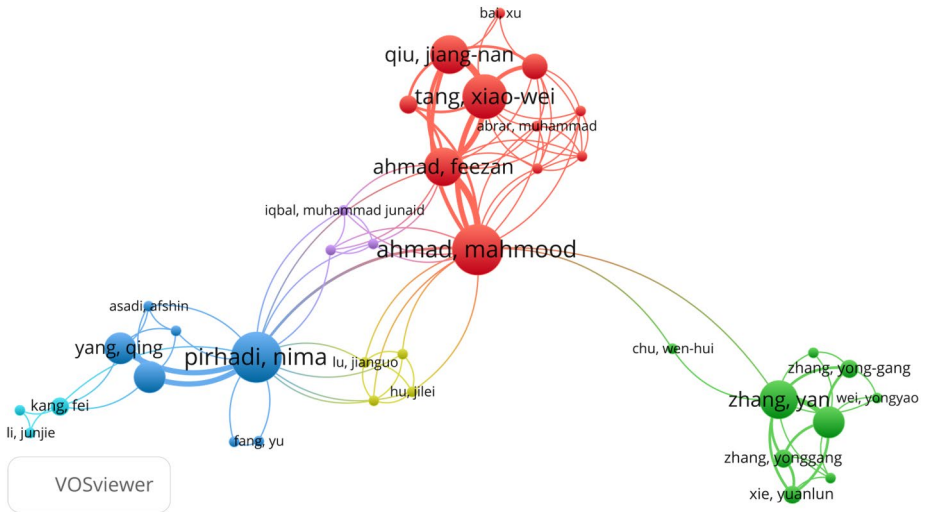 bai, xu
qiu, jiang-nan
tang, xiao-wei
abrar, muhammad
ahmad, feezan
iqbal, muhammad junaid
ahmad, mahmood
asadi, afshin
yang, qing
pirhadi, nima
lu, jianguo
chu, wen-hui
zhang, yong-gang
hu, jilei
zhang, yan
wei, yongyao
kang, fei
li, junjie
fang, yu
zhang, yonggang
VOSviewer
xie, yuanlun